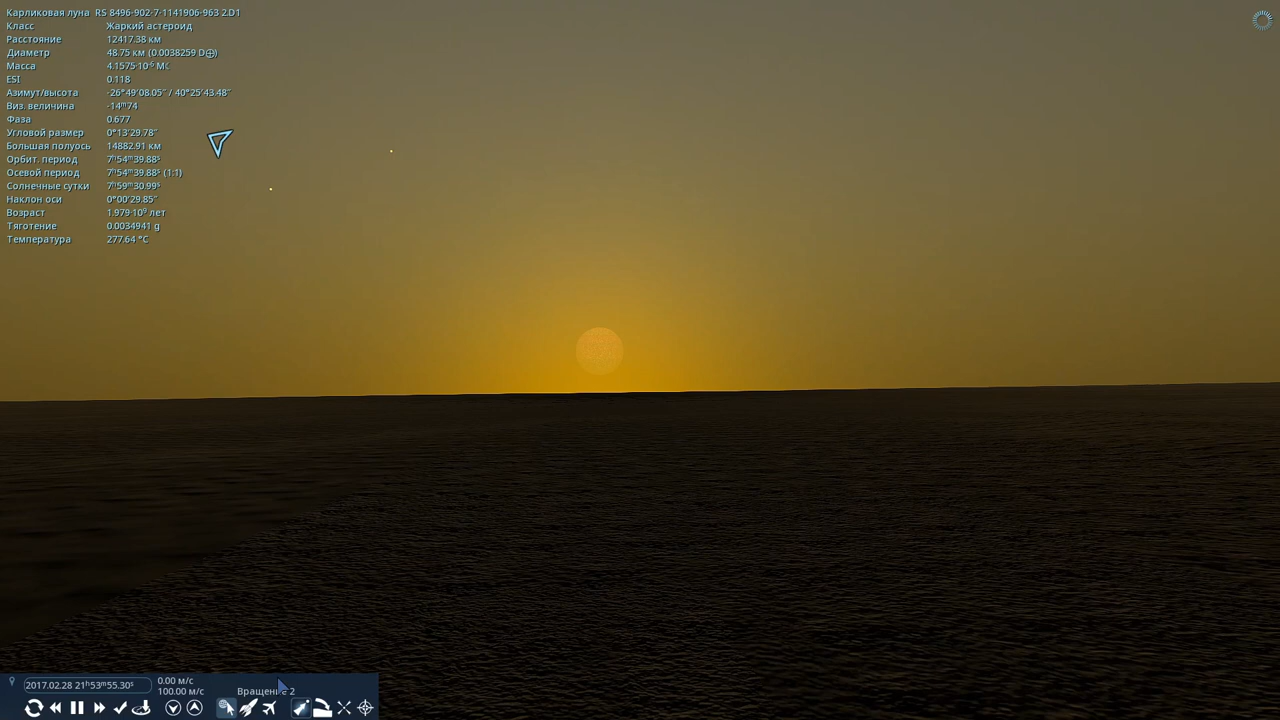 Карликовая луна RS 8496-902-7-1141906-963 2.D1
Класс Жаркий астероид
Расстояние 12417.38 км
Диаметр 48.75 км (0.0038259 D⊕)
Масса 4.1575·10⁻⁶ M☾
ESI 0.118
Азимут/высота -26°49'08.05" / 40°25'43.48"
Виз. величина -14ᵐ74
Фаза 0.677
Угловой размер 0°13'29.78"
Большая полуось 14882.91 км
Орбит. период 7ʰ54ᵐ39.88ˢ
Осевой период 7ʰ54ᵐ39.88ˢ (1:1)
Солнечные сутки 7ʰ59ᵐ30.99ˢ
Наклон оси 0°00'29.85"
Возраст 1.979·10⁹ лет
Тяготение 0.0034941 g
Температура 277.64 °C
2017.02.28 21ʰ53ᵐ55.30ˢ
0.00 м/с
100.00 м/с
Вращение 2